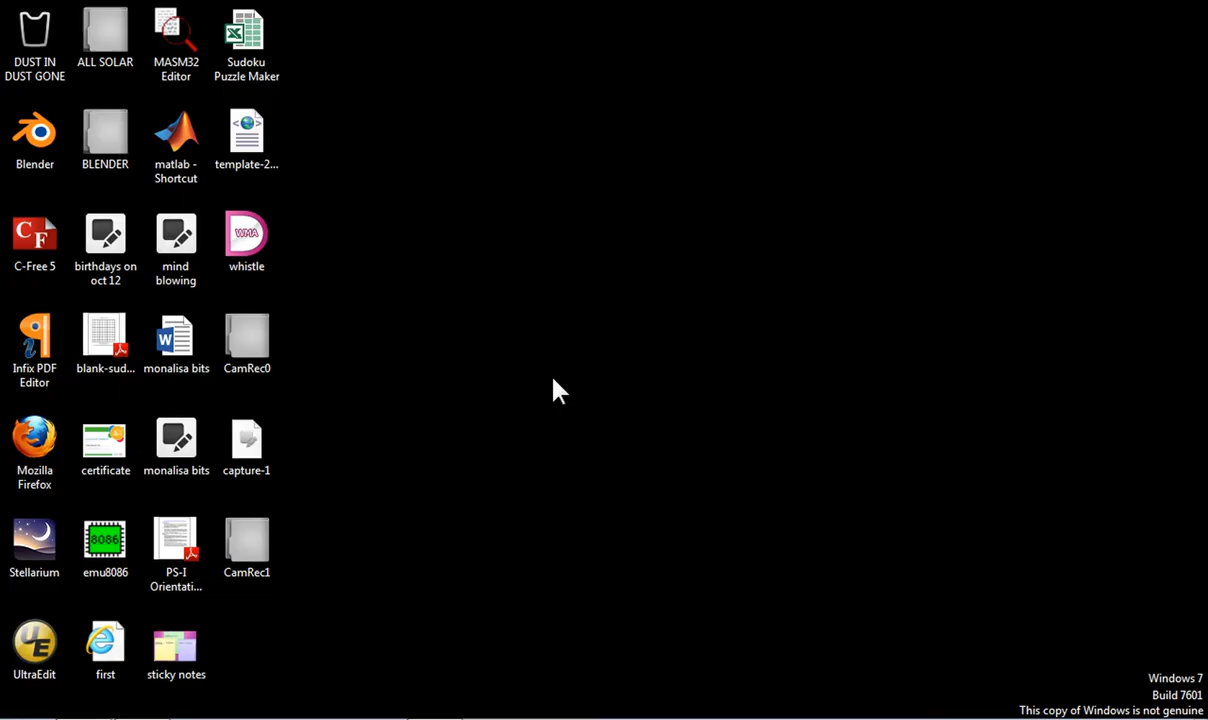 DUST IN
DUST GONE
ALL SOLAR
MASM32
Editor
Sudoku
Puzzle Maker
Blender
BLENDER
matlab -
Shortcut
template-2...
C-Free 5
birthdays on
oct 12
mind
blowing
WMA
whistle
Infix PDF
Editor
blank-sud...
monalisa bits
CamRec0
Mozilla
Firefox
certificate
monalisa bits
capture-1
Stellarium
8086
emu8086
PS-I
Orientati...
CamRec1
UE
UltraEdit
first
sticky notes
Windows 7
Build 7601
This copy of Windows is not genuine